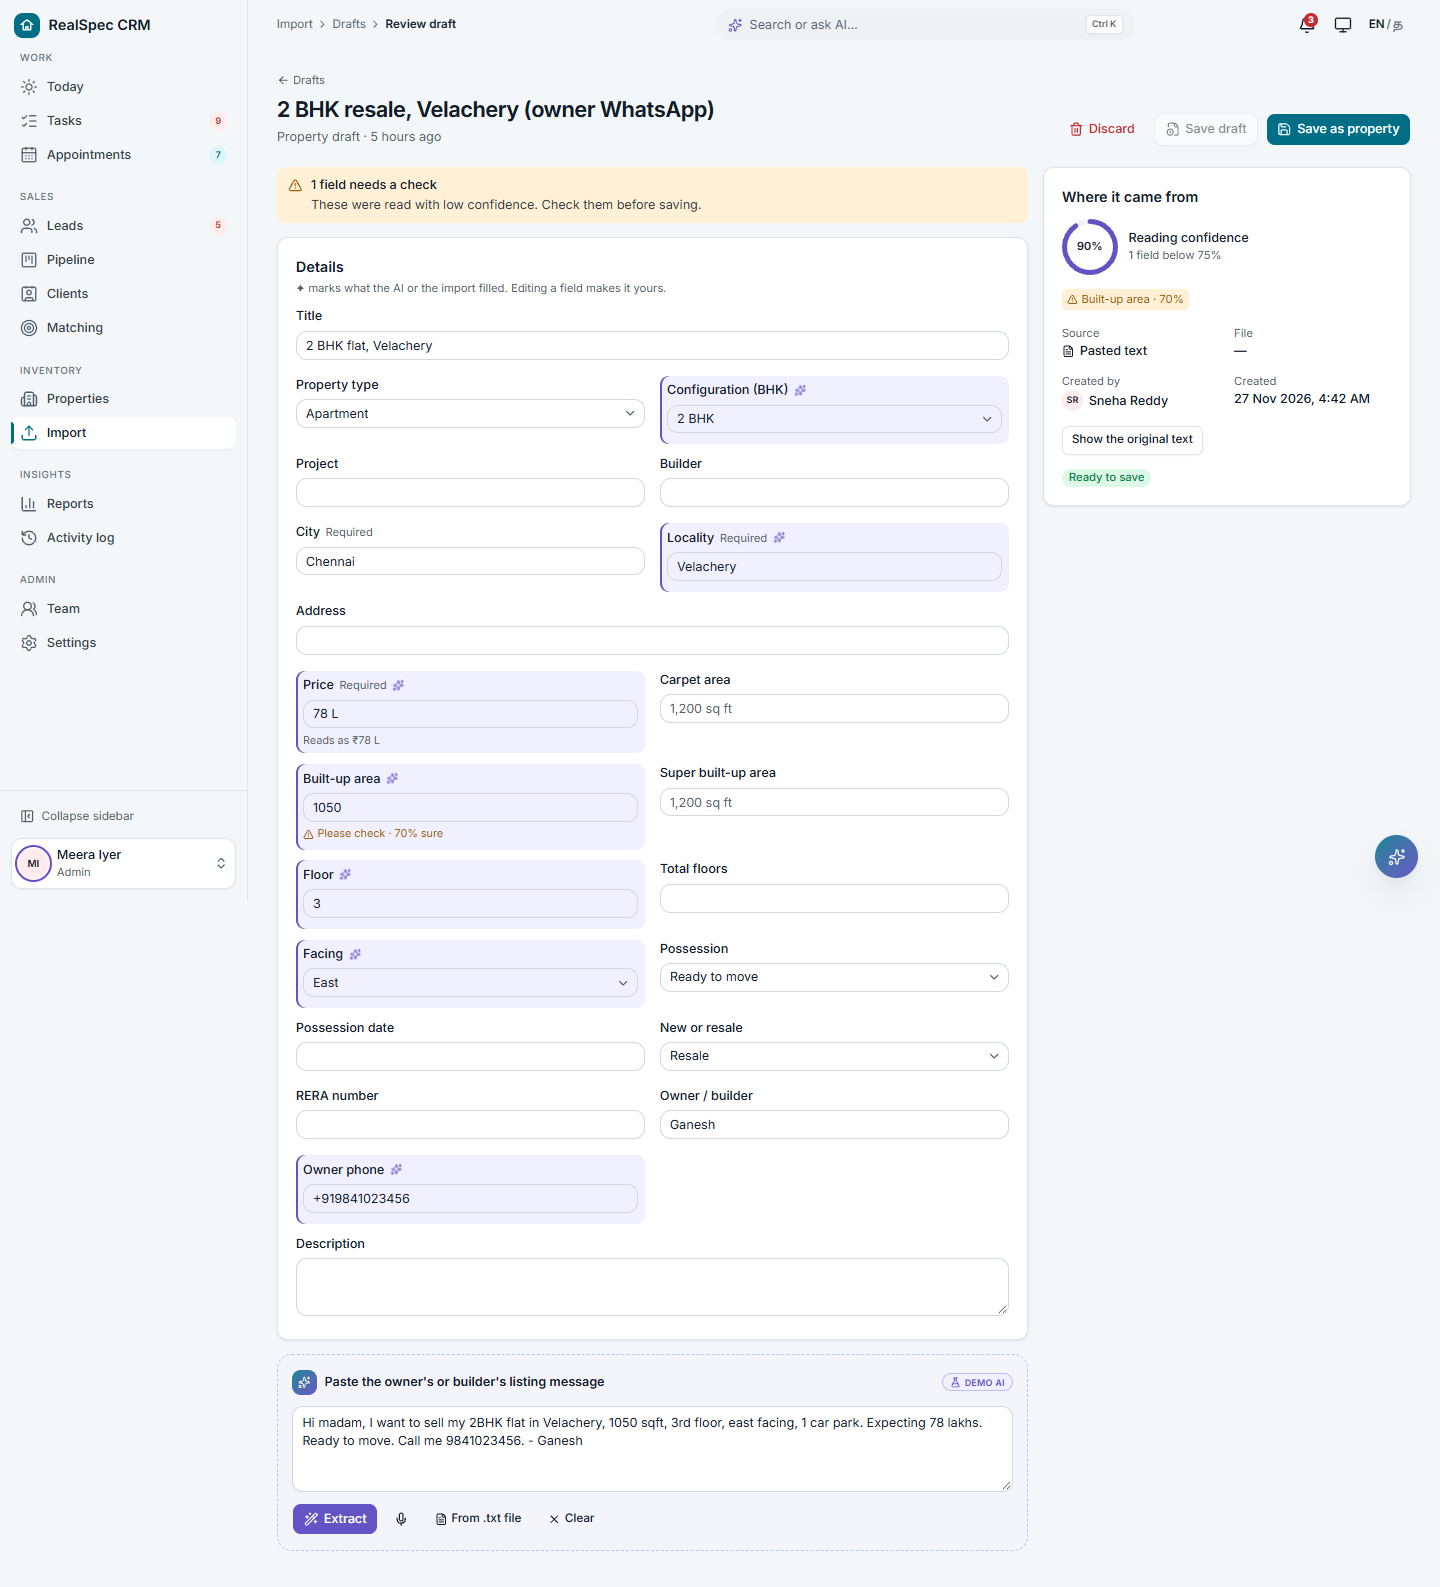 RealSpec CRM
Import > Drafts > Review draft
Search or ask AI...
Ctrl K
3
EN / த
WORK
Today
Tasks 9
Appointments 7
SALES
Leads 5
Pipeline
Clients
Matching
INVENTORY
Properties
Import
INSIGHTS
Reports
Activity log
ADMIN
Team
Settings
Collapse sidebar
MI
Meera Iyer
Admin
← Drafts
2 BHK resale, Velachery (owner WhatsApp)
Property draft · 5 hours ago
Discard
Save draft
Save as property
1 field needs a check
These were read with low confidence. Check them before saving.
Details
✦ marks what the AI or the import filled. Editing a field makes it yours.
Title
2 BHK flat, Velachery
Property type
Apartment
Configuration (BHK)
2 BHK
Project
Builder
City Required
Chennai
Locality Required
Velachery
Address
Price Required
78 L
Reads as ₹78 L
Carpet area
1,200 sq ft
Built-up area
1050
Please check · 70% sure
Super built-up area
1,200 sq ft
Floor
3
Total floors
Facing
East
Possession
Ready to move
Possession date
New or resale
Resale
RERA number
Owner / builder
Ganesh
Owner phone
+919841023456
Description
Paste the owner's or builder's listing message
DEMO AI
Hi madam, I want to sell my 2BHK flat in Velachery, 1050 sqft, 3rd floor, east facing, 1 car park. Expecting 78 lakhs.
Ready to move. Call me 9841023456. - Ganesh
Extract
From .txt file
Clear
Where it came from
90%
Reading confidence
1 field below 75%
Built-up area · 70%
Source
Pasted text
File
—
Created by
SR Sneha Reddy
Created
27 Nov 2026, 4:42 AM
Show the original text
Ready to save